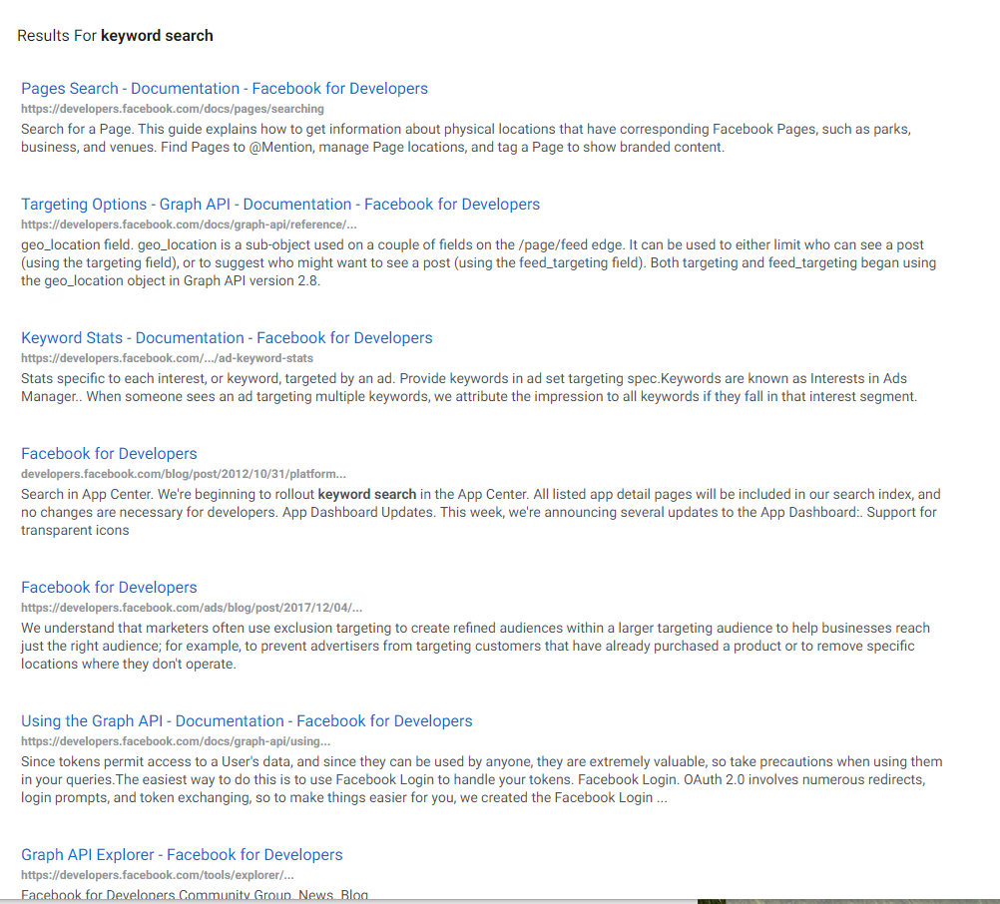 Results For keyword search
Pages Search - Documentation - Facebook for Developers
https://developers.facebook.com/docs/pages/searching
Search for a Page. This guide explains how to get information about physical locations that have corresponding Facebook Pages, such as parks,
business, and venues. Find Pages to @Mention, manage Page locations, and tag a Page to show branded content.
Targeting Options - Graph API - Documentation - Facebook for Developers
https://developers.facebook.com/docs/graph-api/reference/...
geo_location field. geo_location is a sub-object used on a couple of fields on the /page/feed edge. It can be used to either limit who can see a post
(using the targeting field), or to suggest who might want to see a post (using the feed_targeting field). Both targeting and feed_targeting began using
the geo_location object in Graph API version 2.8.
Keyword Stats - Documentation - Facebook for Developers
https://developers.facebook.com/.../ad-keyword-stats
Stats specific to each interest, or keyword, targeted by an ad. Provide keywords in ad set targeting spec.Keywords are known as Interests in Ads
Manager.. When someone sees an ad targeting multiple keywords, we attribute the impression to all keywords if they fall in that interest segment.
Facebook for Developers
developers.facebook.com/blog/post/2012/10/31/platform...
Search in App Center. We're beginning to rollout keyword search in the App Center. All listed app detail pages will be included in our search index, and
no changes are necessary for developers. App Dashboard Updates. This week, we're announcing several updates to the App Dashboard:. Support for
transparent icons
Facebook for Developers
https://developers.facebook.com/ads/blog/post/2017/12/04/...
We understand that marketers often use exclusion targeting to create refined audiences within a larger targeting audience to help businesses reach
just the right audience; for example, to prevent advertisers from targeting customers that have already purchased a product or to remove specific
locations where they don't operate.
Using the Graph API - Documentation - Facebook for Developers
https://developers.facebook.com/docs/graph-api/using...
Since tokens permit access to a User's data, and since they can be used by anyone, they are extremely valuable, so take precautions when using them
in your queries.The easiest way to do this is to use Facebook Login to handle your tokens. Facebook Login. OAuth 2.0 involves numerous redirects,
login prompts, and token exchanging, so to make things easier for you, we created the Facebook Login ...
Graph API Explorer - Facebook for Developers
https://developers.facebook.com/tools/explorer/...
Facebook for Developers Community Group. News. Blog